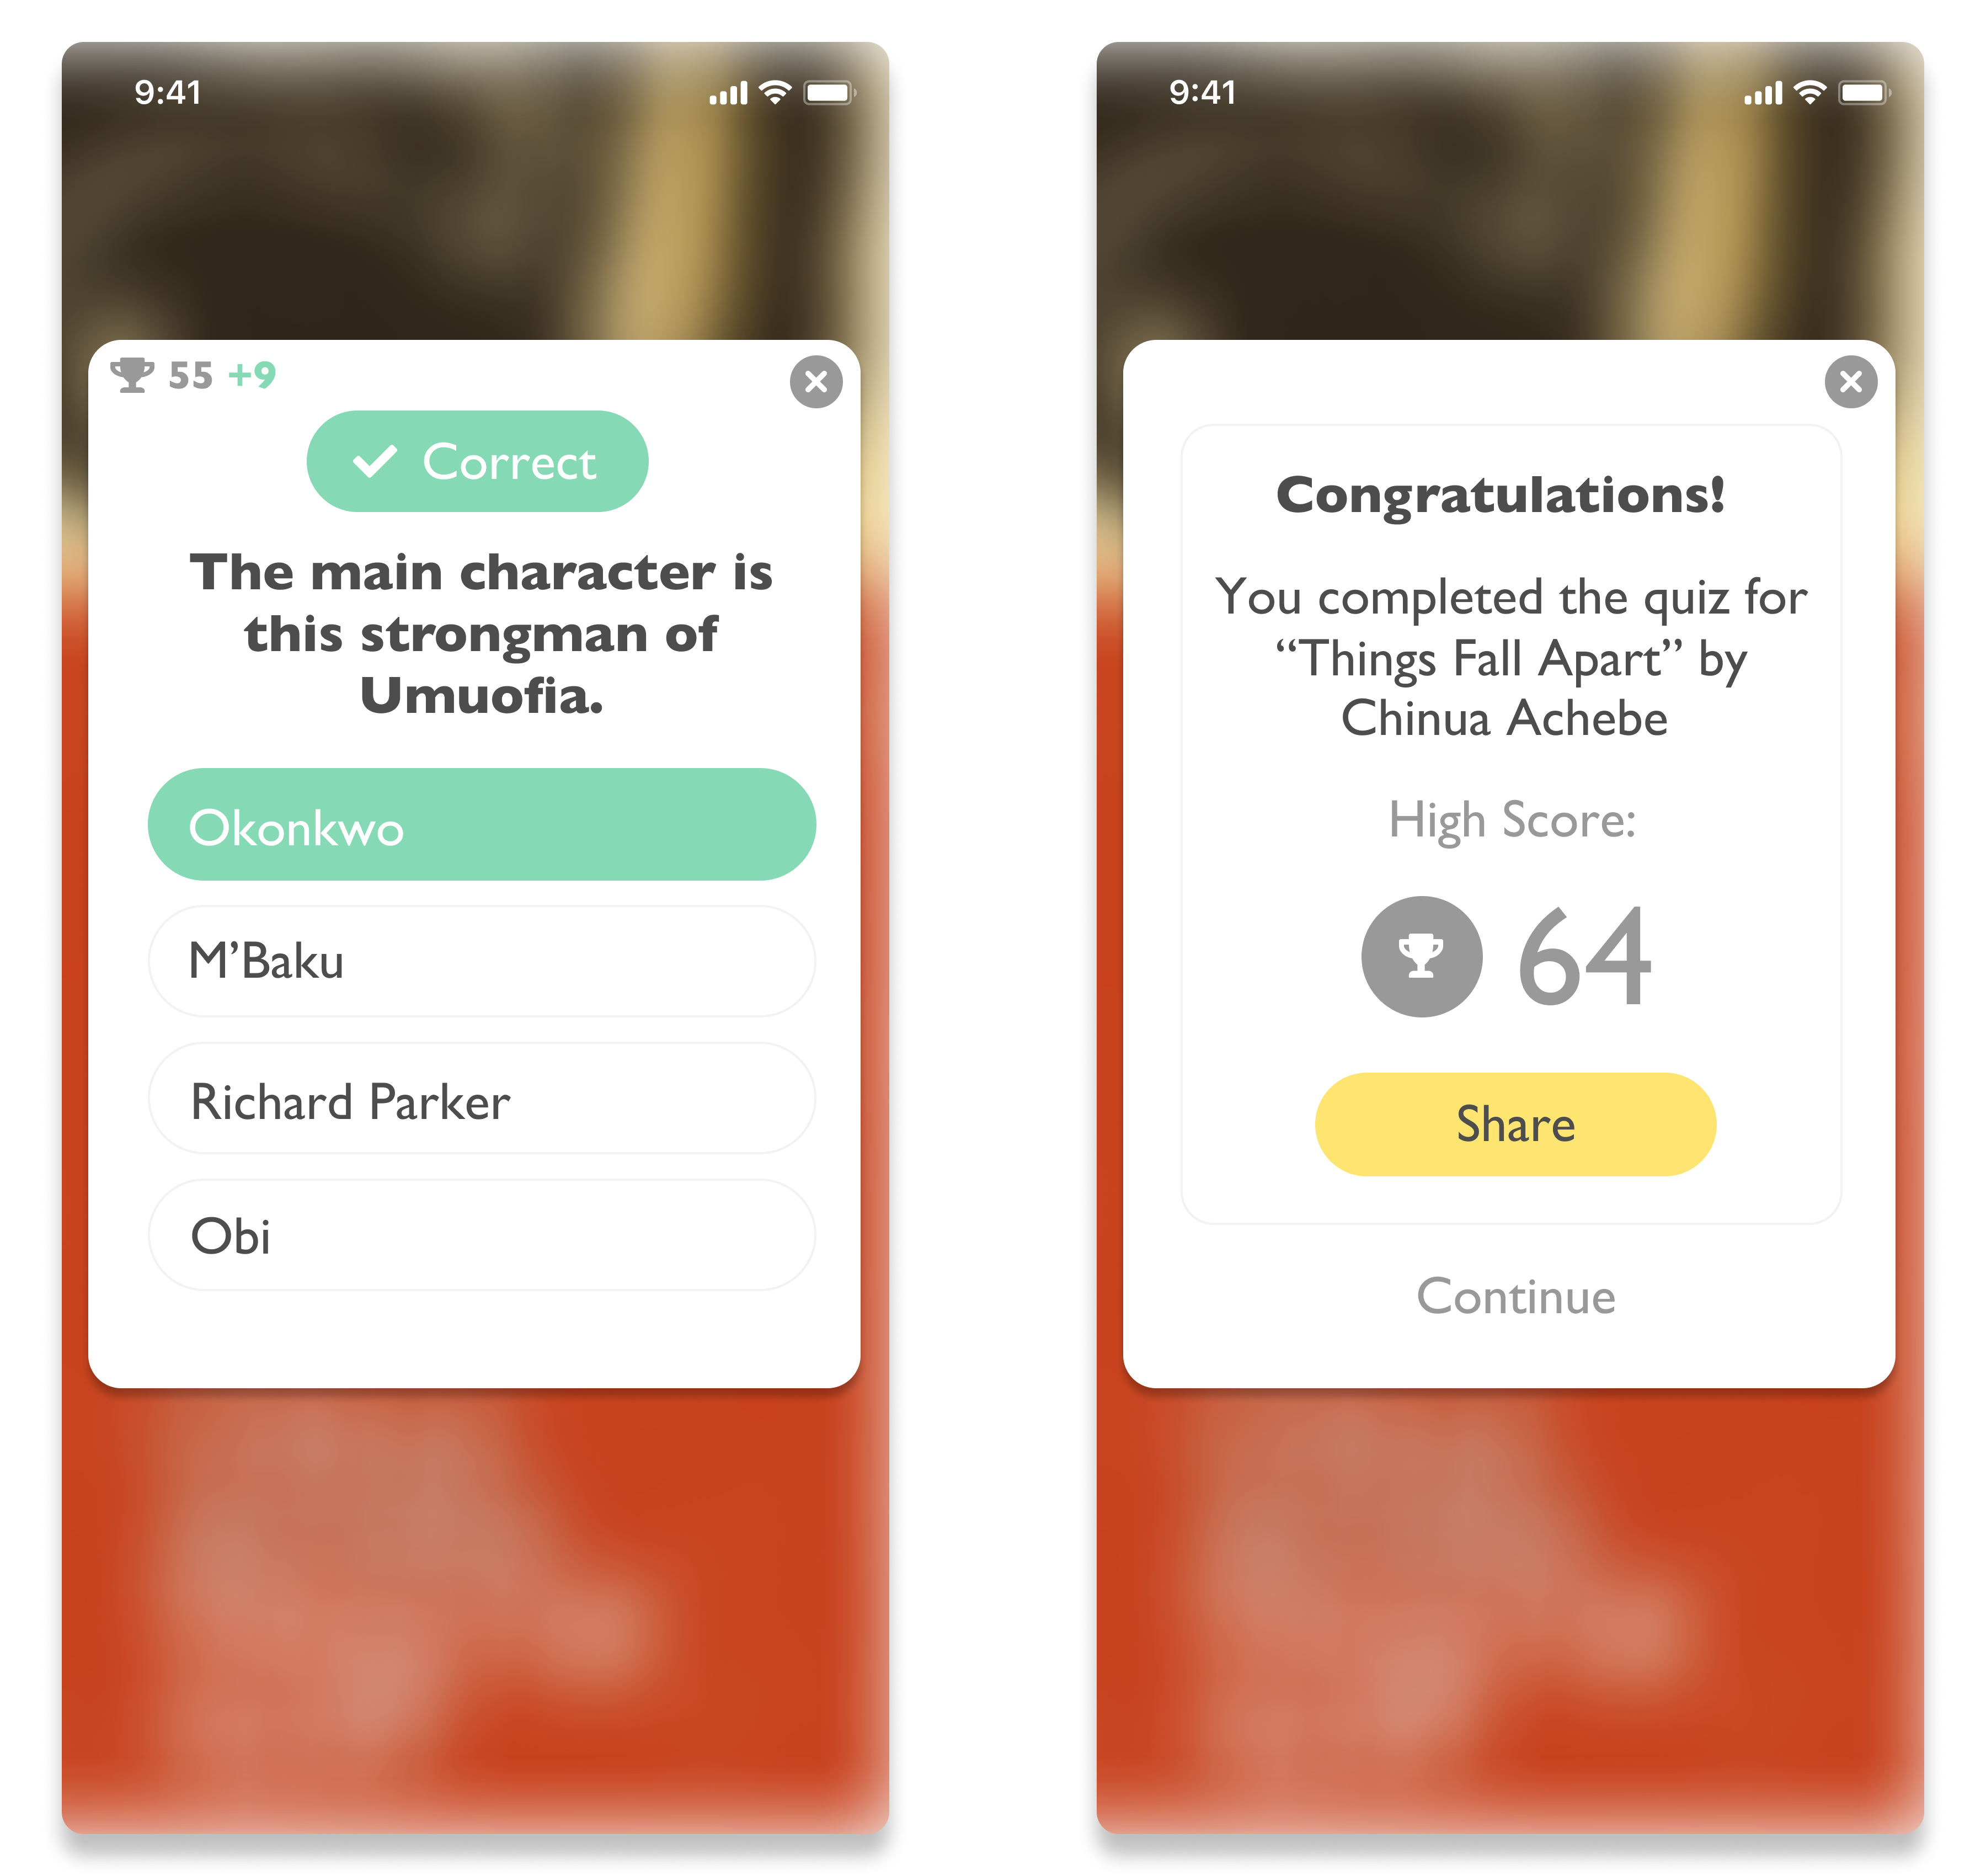 9:41
55 +9
Correct
The main character is
this strongman of
Umuofia.
Okonkwo
M’Baku
Richard Parker
Obi
9:41
Congratulations!
You completed the quiz for
“Things Fall Apart” by
Chinua Achebe
High Score:
64
Share
Continue